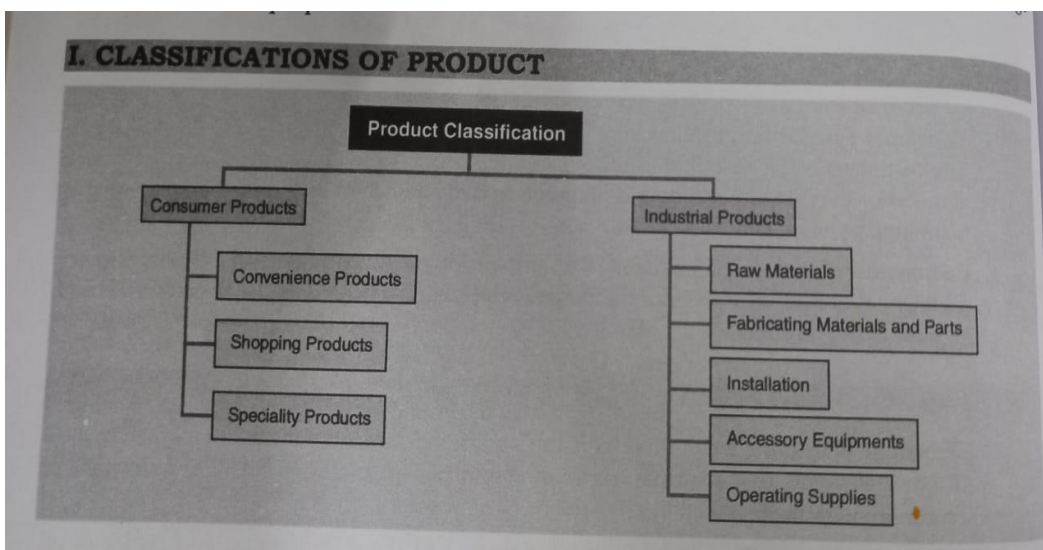 I. CLASSIFICATIONS OF PRODUCT
Product Classification
Consumer Products
Convenience Products
Shopping Products
Speciality Products
Industrial Products
Raw Materials
Fabricating Materials and Parts
Installation
Accessory Equipments
Operating Supplies